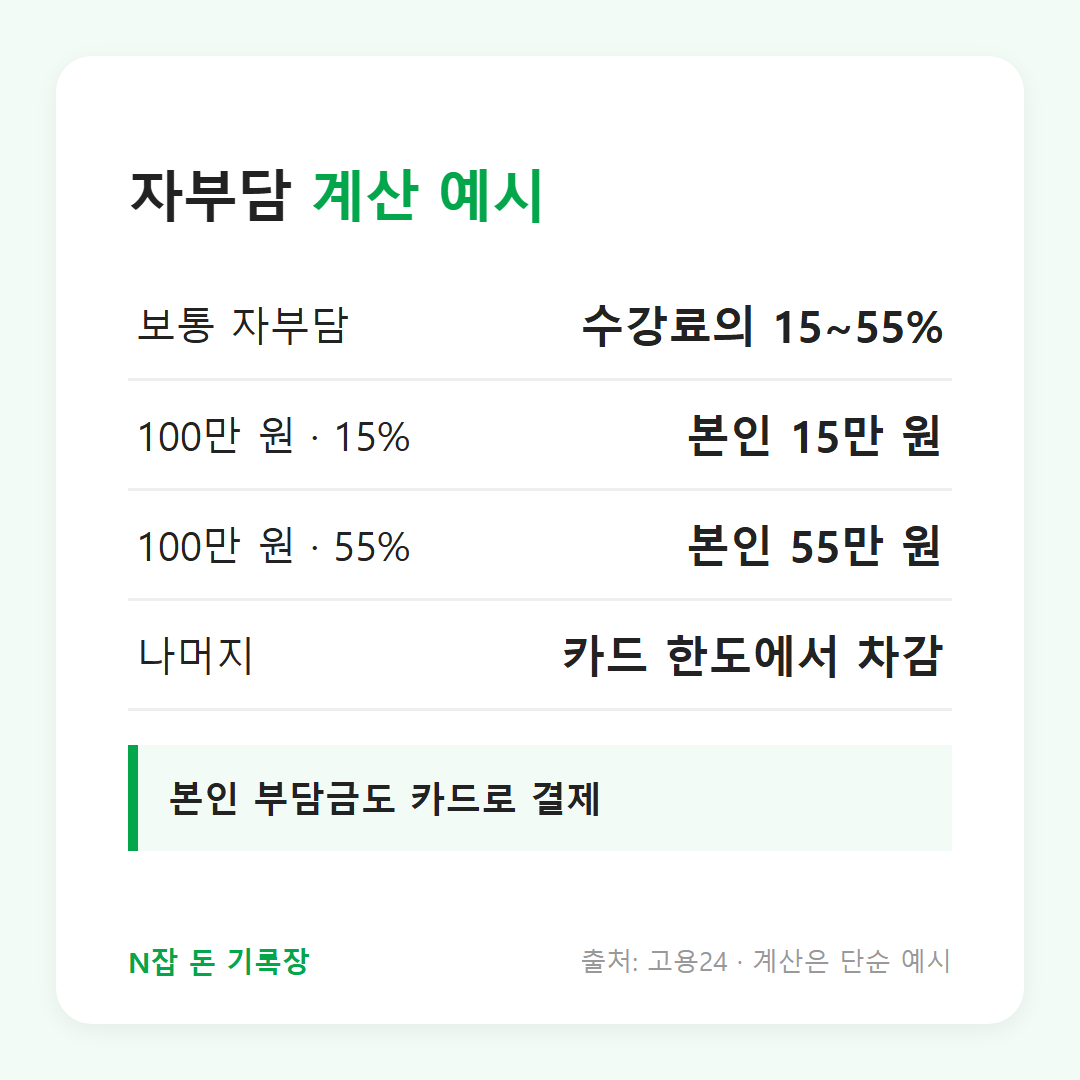 자부담 계산 예시
보통 자부담 수강료의 15~55%
100만 원 · 15% 본인 15만 원
100만 원 · 55% 본인 55만 원
나머지 카드 한도에서 차감
본인 부담금도 카드로 결제
N잡 돈 기록장 출처: 고용24 · 계산은 단순 예시